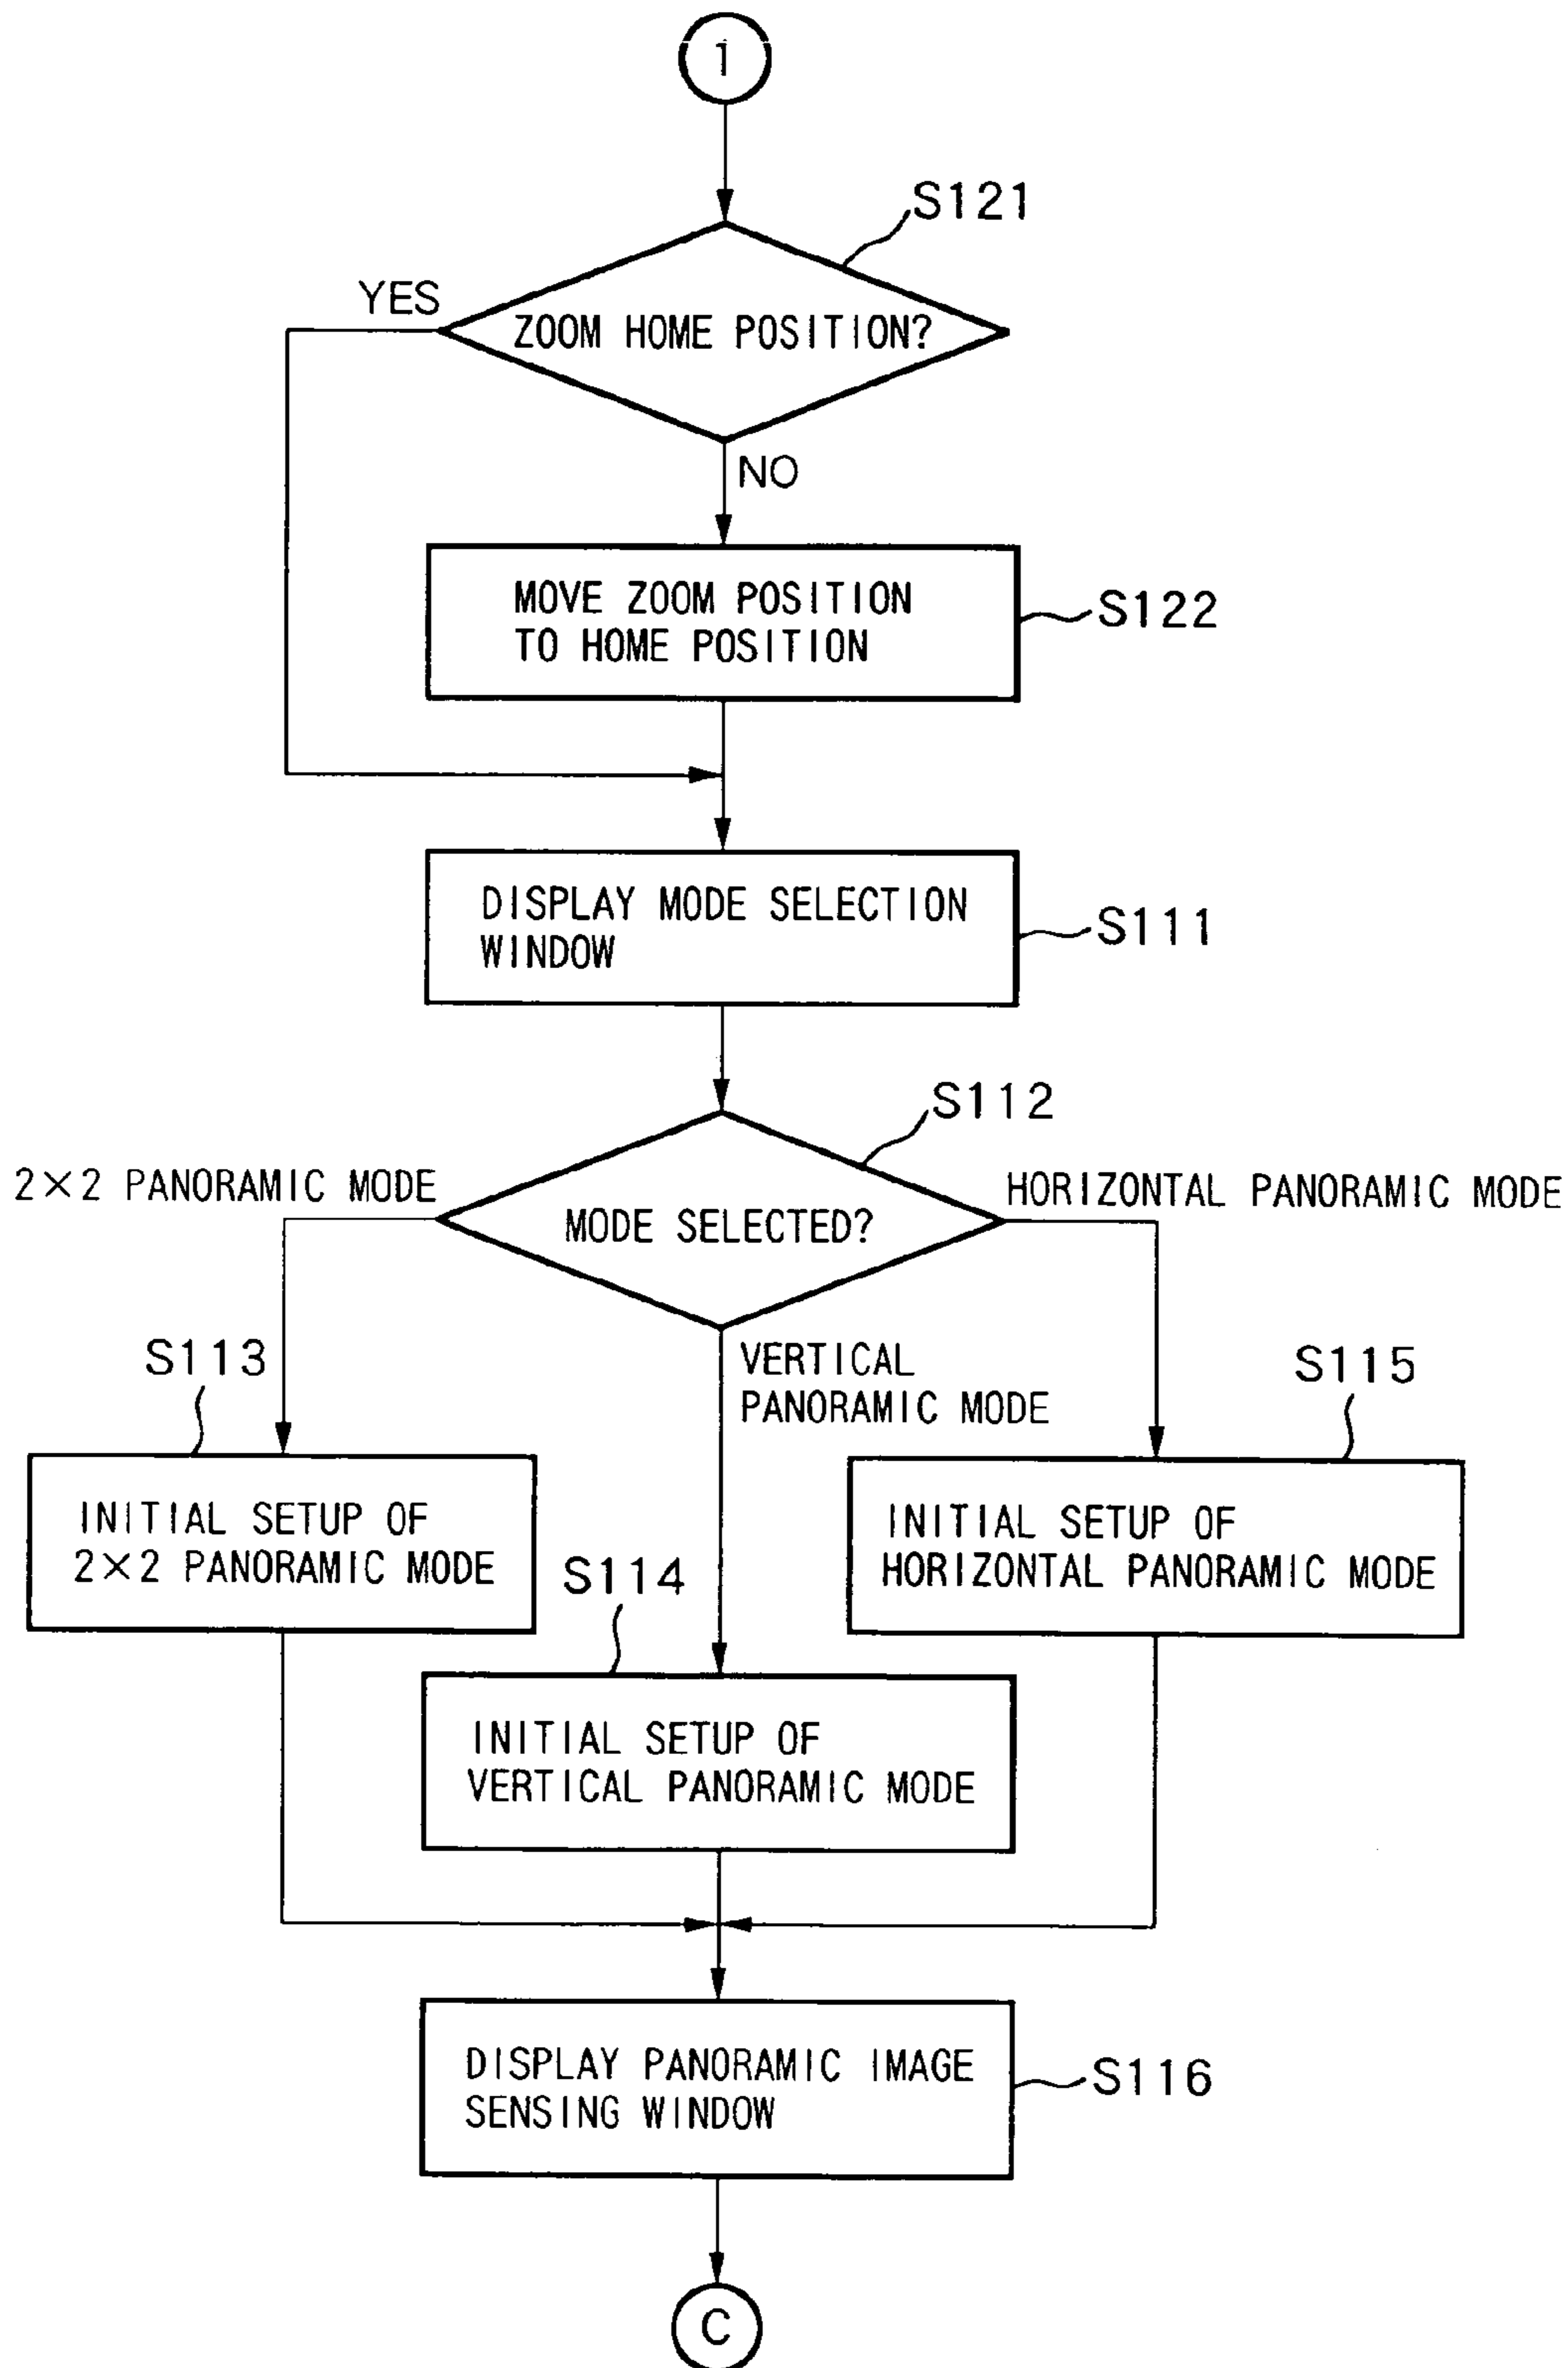 1
S121
YES
ZOOM HOME POSITION?
NO
MOVE ZOOM POSITION
TO HOME POSITION
S122
DISPLAY MODE SELECTION
WINDOW
S111
S112
2×2 PANORAMIC MODE
HORIZONTAL PANORAMIC MODE
MODE SELECTED?
S113
VERTICAL
PANORAMIC MODE
S115
INITIAL SETUP OF
2×2 PANORAMIC MODE
INITIAL SETUP OF
HORIZONTAL PANORAMIC MODE
S114
INITIAL SETUP OF
VERTICAL PANORAMIC MODE
DISPLAY PANORAMIC IMAGE
SENSING WINDOW
S116
C